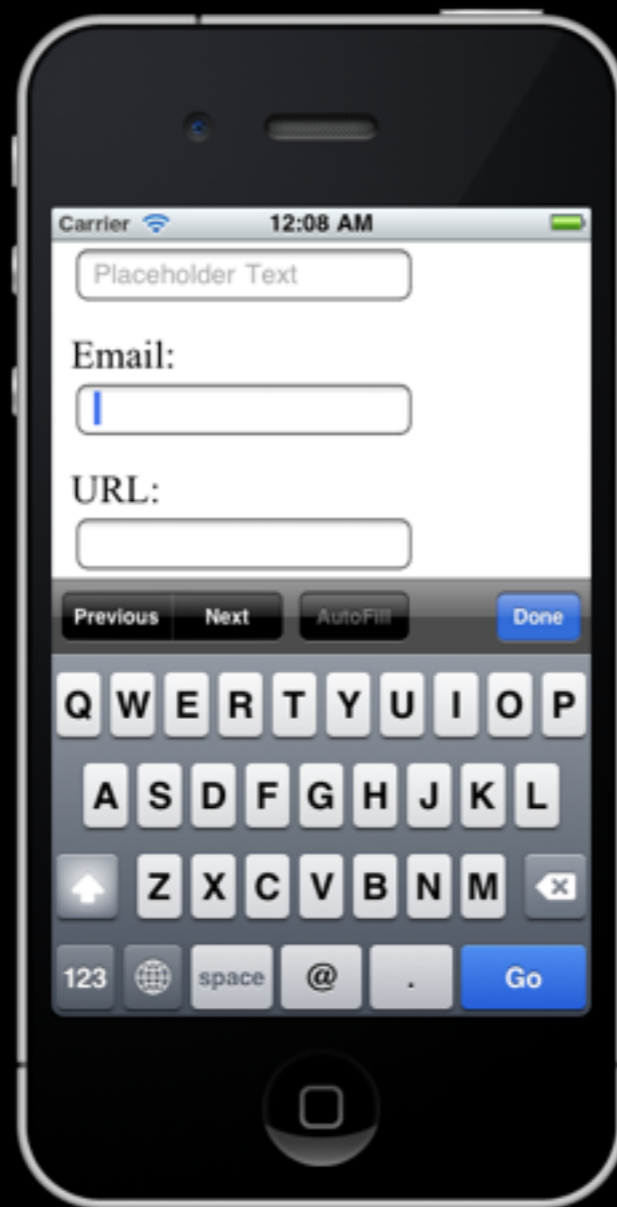 Carrier 12:08 AM
Placeholder Text
Email:
URL:
Previous Next AutoFill Done
Q W E R T Y U I O P
A S D F G H J K L
Z X C V B N M
123 space @ . Go